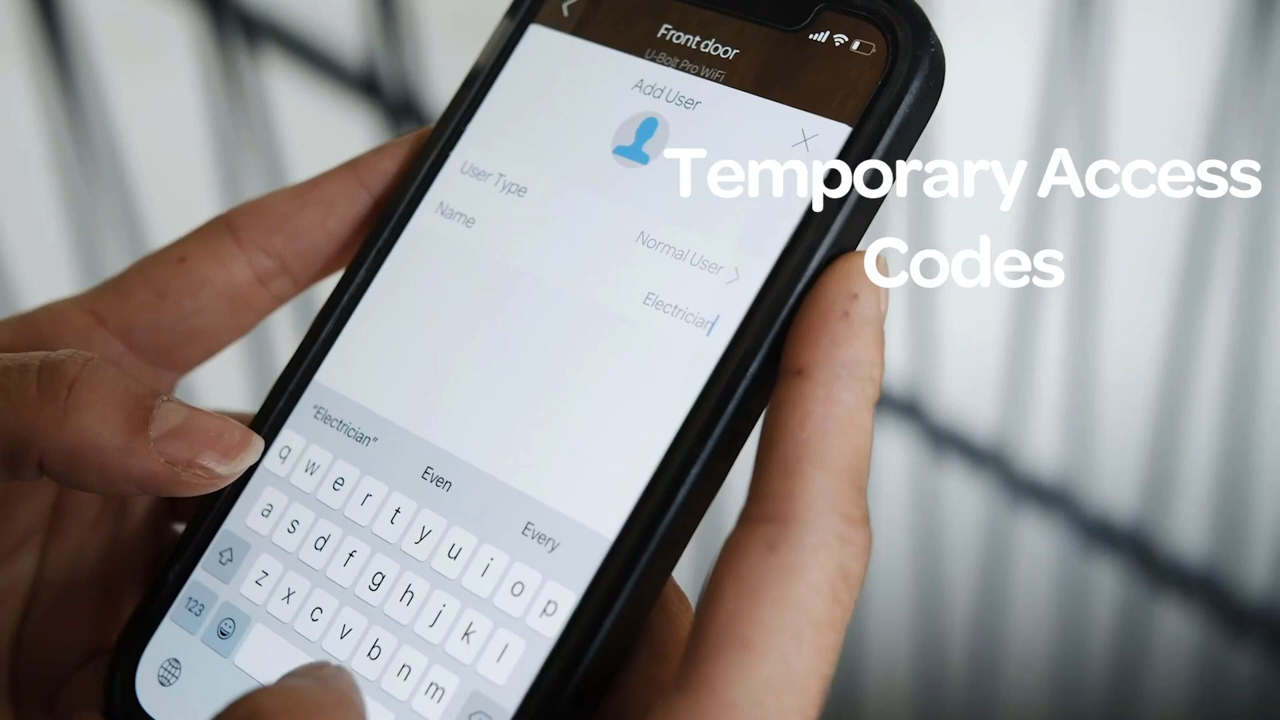 Front door
U-Bolt Pro WiFi
Add User
User Type
Normal User
Name
Electrician
Temporary Access
Codes
"Electrician"
Even
Every
q w e r t y u i o p
a s d f g h j k l
z x c v b n m
123